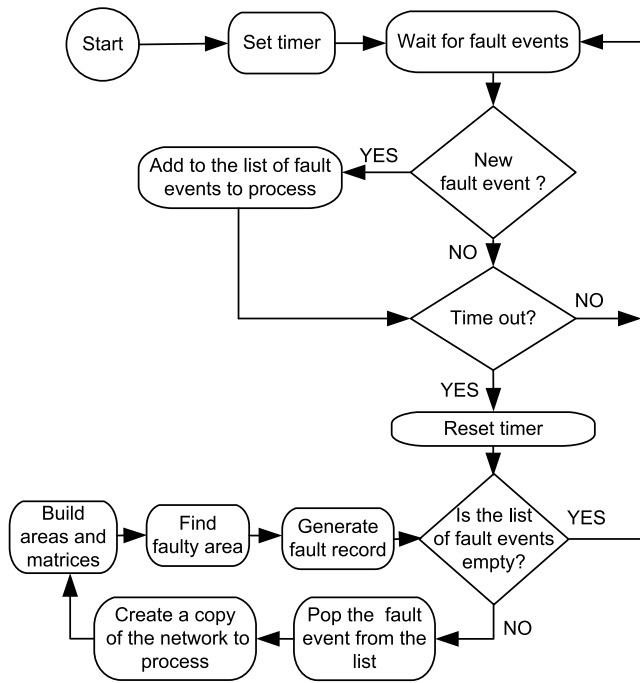 Start
Set timer
Wait for fault events
New
fault event ?
YES
Add to the list of fault
events to process
NO
Time out?
NO
YES
Reset timer
Is the list
of fault events
empty?
YES
NO
Build
areas and
matrices
Find
faulty area
Generate
fault record
Create a copy
of the network to
process
Pop the fault
event from the
list